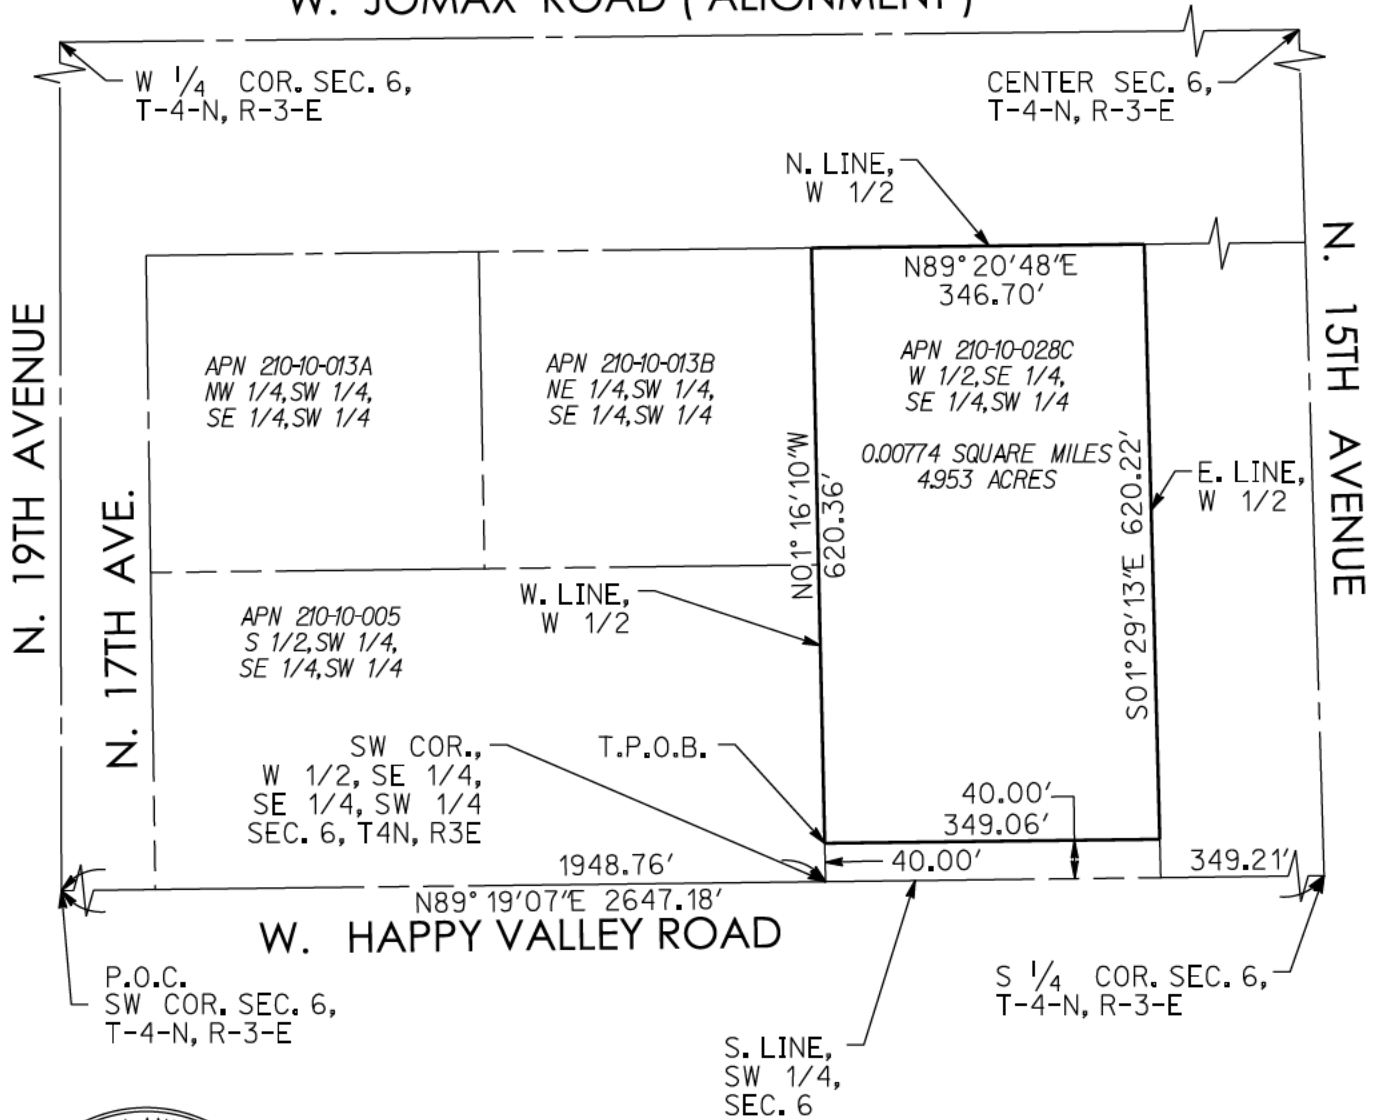 W. JOMAX ROAD ( ALIGNMENT )
W 1/4 COR. SEC. 6,
T-4-N, R-3-E
CENTER SEC. 6,
T-4-N, R-3-E
N. LINE,
W 1/2
N89°20'48"E
346.70'
N. 19TH AVENUE
N. 17TH AVE.
N. 15TH AVENUE
APN 210-10-013A
NW 1/4,SW 1/4,
SE 1/4,SW 1/4
APN 210-10-013B
NE 1/4,SW 1/4,
SE 1/4,SW 1/4
APN 210-10-028C
W 1/2,SE 1/4,
SE 1/4,SW 1/4
0.00774 SQUARE MILES
4.953 ACRES
N01°16'10"W
620.36'
S01°29'13"E 620.22'
E. LINE,
W 1/2
W. LINE,
W 1/2
APN 210-10-005
S 1/2,SW 1/4,
SE 1/4,SW 1/4
SW COR.,
W 1/2, SE 1/4,
SE 1/4, SW 1/4
SEC. 6, T4N, R3E
T.P.O.B.
40.00'
349.06'
40.00'
349.21'
1948.76'
N89°19'07"E 2647.18'
W. HAPPY VALLEY ROAD
P.O.C.
SW COR. SEC. 6,
T-4-N, R-3-E
S 1/4 COR. SEC. 6,
T-4-N, R-3-E
S. LINE,
SW 1/4,
SEC. 6